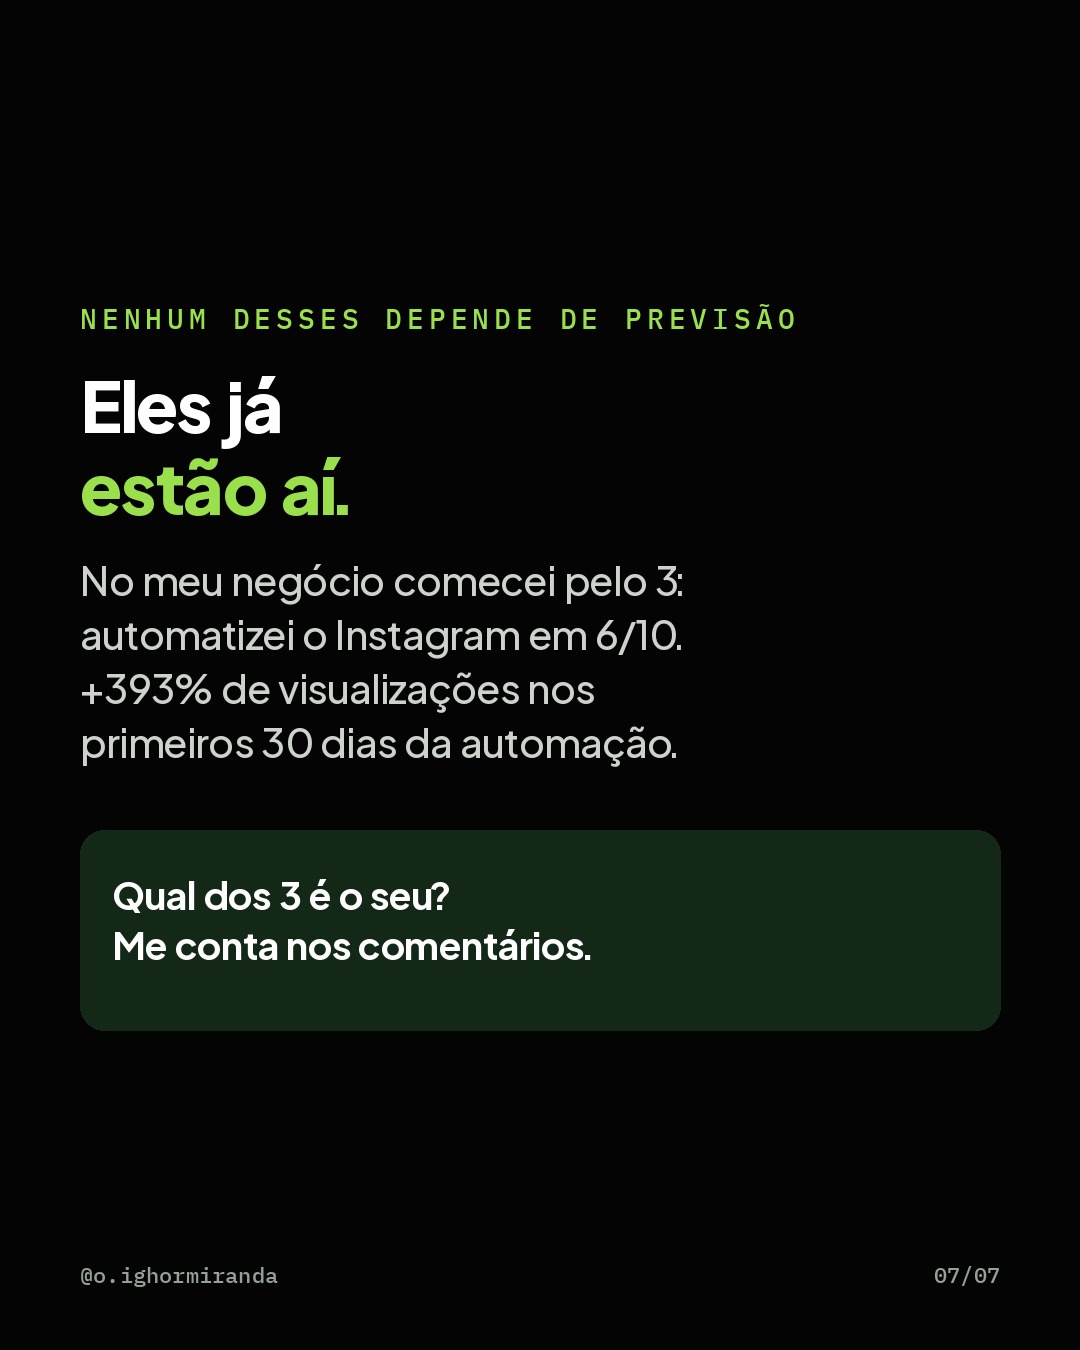 NENHUM DESSES DEPENDE DE PREVISÃO
Eles já
estão aí.
No meu negócio comecei pelo 3:
automatizei o Instagram em 6/10.
+393% de visualizações nos
primeiros 30 dias da automação.
Qual dos 3 é o seu?
Me conta nos comentários.
@o.ighormiranda
07/07